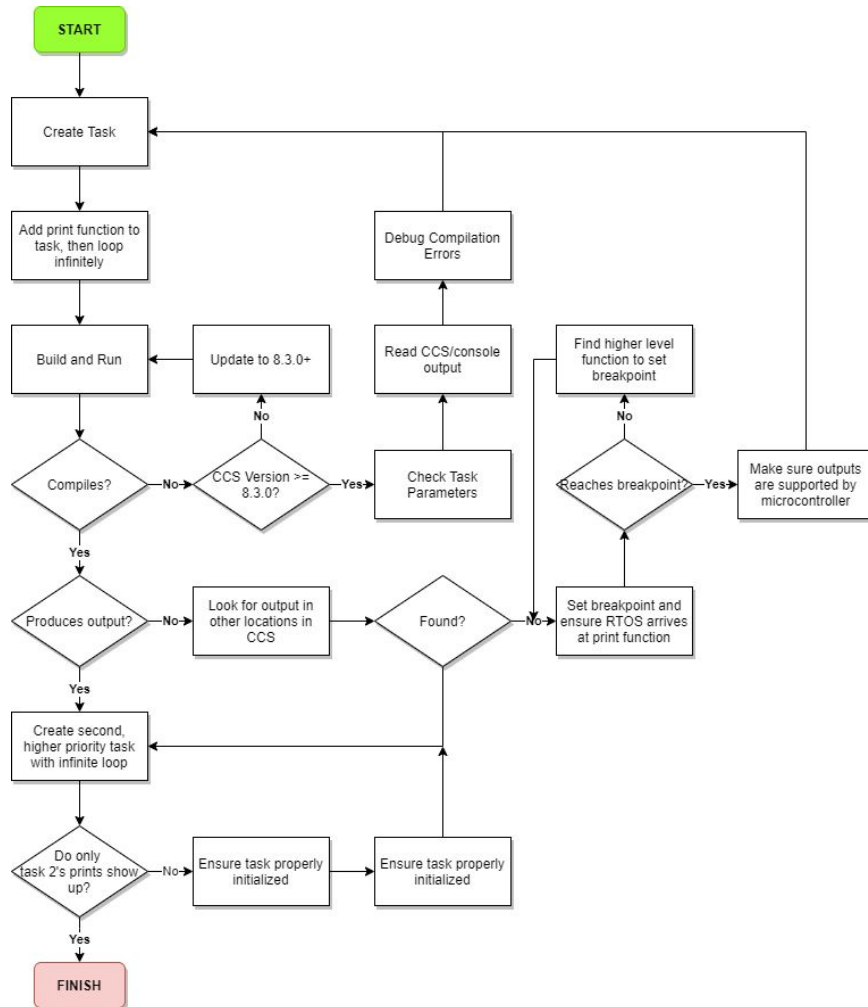 START
Create Task
Add print function to
task, then loop
infinitely
Debug Compilation
Errors
Build and Run
Update to 8.3.0+
Read CCS/console
output
Find higher level
function to set
breakpoint
No
No
Compiles?
No
CCS Version >=
8.3.0?
Yes
Check Task
Parameters
Reaches breakpoint?
Yes
Make sure outputs
are supported by
microcontroller
Yes
Produces output?
No
Look for output in
other locations in
CCS
Found?
No
Set breakpoint and
ensure RTOS arrives
at print function
Yes
Create second,
higher priority task
with infinite loop
Do only
task 2's prints show
up?
No
Ensure task properly
initialized
Ensure task properly
initialized
Yes
FINISH